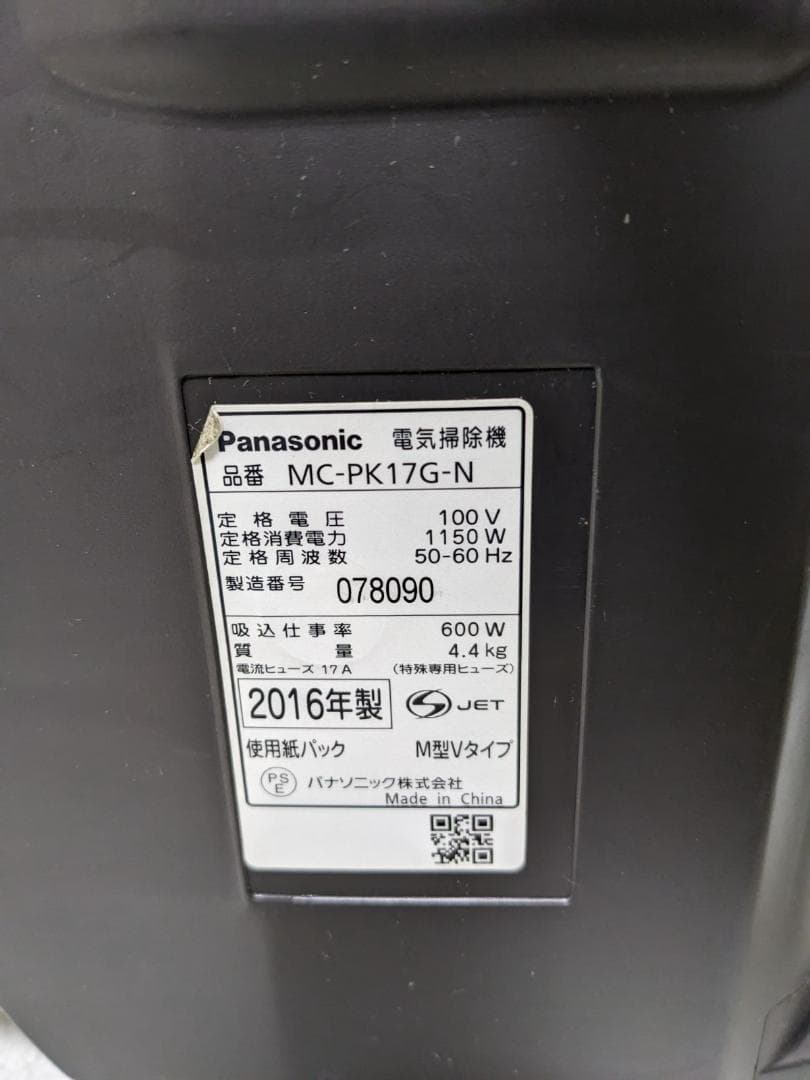 Panasonic 電気掃除機
品番 MC-PK17G-N
定格電圧 100 V
定格消費電力 1150 W
定格周波数 50-60 Hz
製造番号 078090
吸込仕事率 600 W
質量 4.4 kg
電流ヒューズ 17 A (特殊専用ヒューズ)
2016年製 S JET
使用紙パック M型Vタイプ
PS E パナソニック株式会社
Made in China